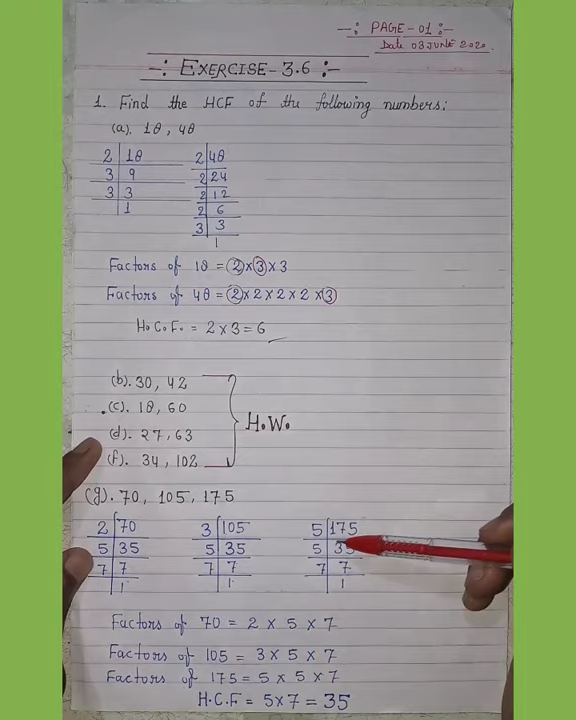 —: PAGE-01:—
Date 03 JUNE 2020.
—: EXERCISE-3.6 :—
1. Find the HCF of the following numbers:
(a). 18, 48
2 | 18   2 | 48
3 | 9   2 | 24
3 | 3   2 | 12
| 1   2 | 6
3 | 3
| 1
Factors of 18 = 2×3×3
Factors of 48 = 2×2×2×2×3
H.C.F. = 2×3=6
(b). 30, 42
(c). 18, 60
(d). 27, 63
(f). 34, 102
H.W.
(g). 70, 105, 175
2 | 70   3 | 105   5 | 175
5 | 35   5 | 35   5 | 35
7 | 7   7 | 7   7 | 7
| 1   | 1   | 1
Factors of 70 = 2 × 5 × 7
Factors of 105 = 3 × 5 × 7
Factors of 175 = 5 × 5 × 7
H.C.F = 5×7 = 35